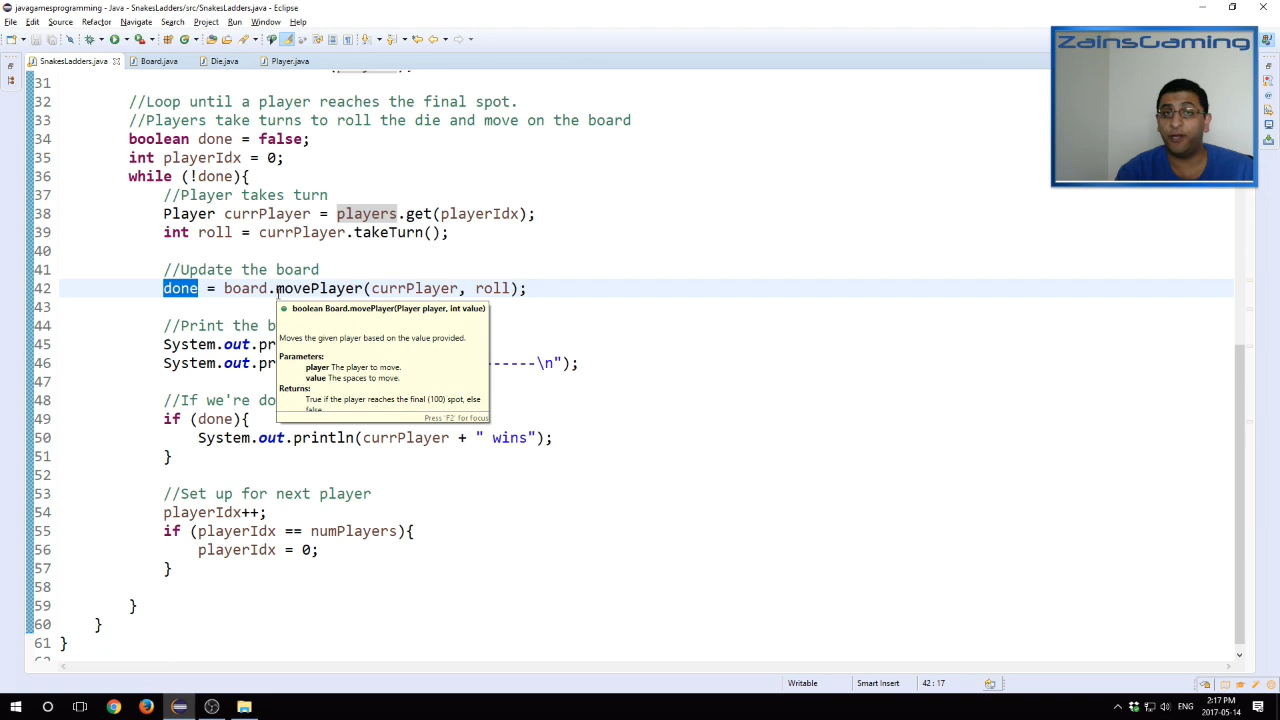 javagamesprogramming - Java - SnakesLadders/src/SnakesLadders.java - Eclipse
File Edit Source Refactor Navigate Search Project Run Window Help
SnakesLadders.java Board.java Die.java Player.java
ZainsGaming
31
32 //Loop until a player reaches the final spot.
33 //Players take turns to roll the die and move on the board
34 boolean done = false;
35 int playerIdx = 0;
36 while (!done){
37 //Player takes turn
38 Player currPlayer = players.get(playerIdx);
39 int roll = currPlayer.takeTurn();
40
41 //Update the board
42 done = board.movePlayer(currPlayer, roll);
43
boolean Board.movePlayer(Player player, int value)
44 //Print the b
Moves the given player based on the value provided.
45 System.out.pr
Parameters:
46 System.out.pr ------\n");
player The player to move.
value The spaces to move.
47
Returns:
48 //If we're do
True if the player reaches the final (100) spot, else
false.
49 if (done){
Press 'F2' for focus
50 System.out.println(currPlayer + " wins");
51 }
52
53 //Set up for next player
54 playerIdx++;
55 if (playerIdx == numPlayers){
56 playerIdx = 0;
57 }
58
59 }
60 }
61 }
Writable Smart Insert 42 : 17
ENG 2:17 PM
2017-05-14